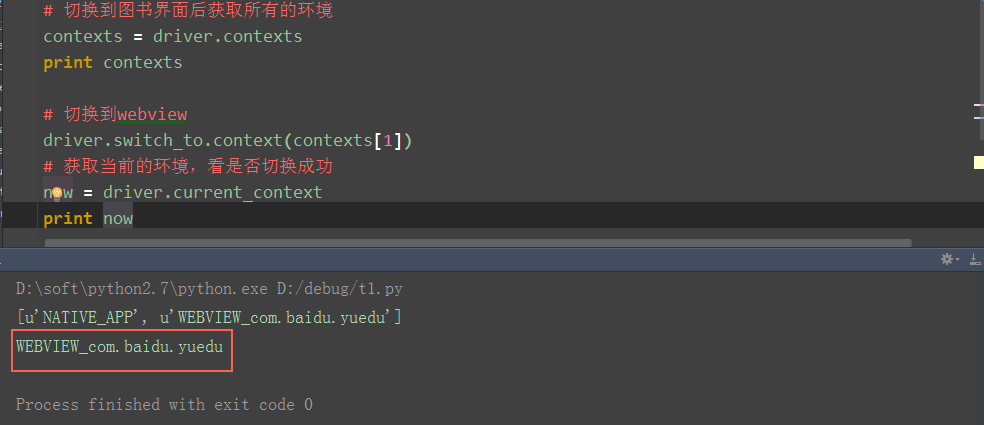 # 切换到图书界面后获取所有的环境
contexts = driver.contexts
print contexts
# 切换到webview
driver.switch_to.context(contexts[1])
# 获取当前的环境，看是否切换成功
now = driver.current_context
print now
D:\soft\python2.7\python.exe D:/debug/t1.py
[u'NATIVE_APP', u'WEBVIEW_com.baidu.yuedu']
WEBVIEW_com.baidu.yuedu
Process finished with exit code 0